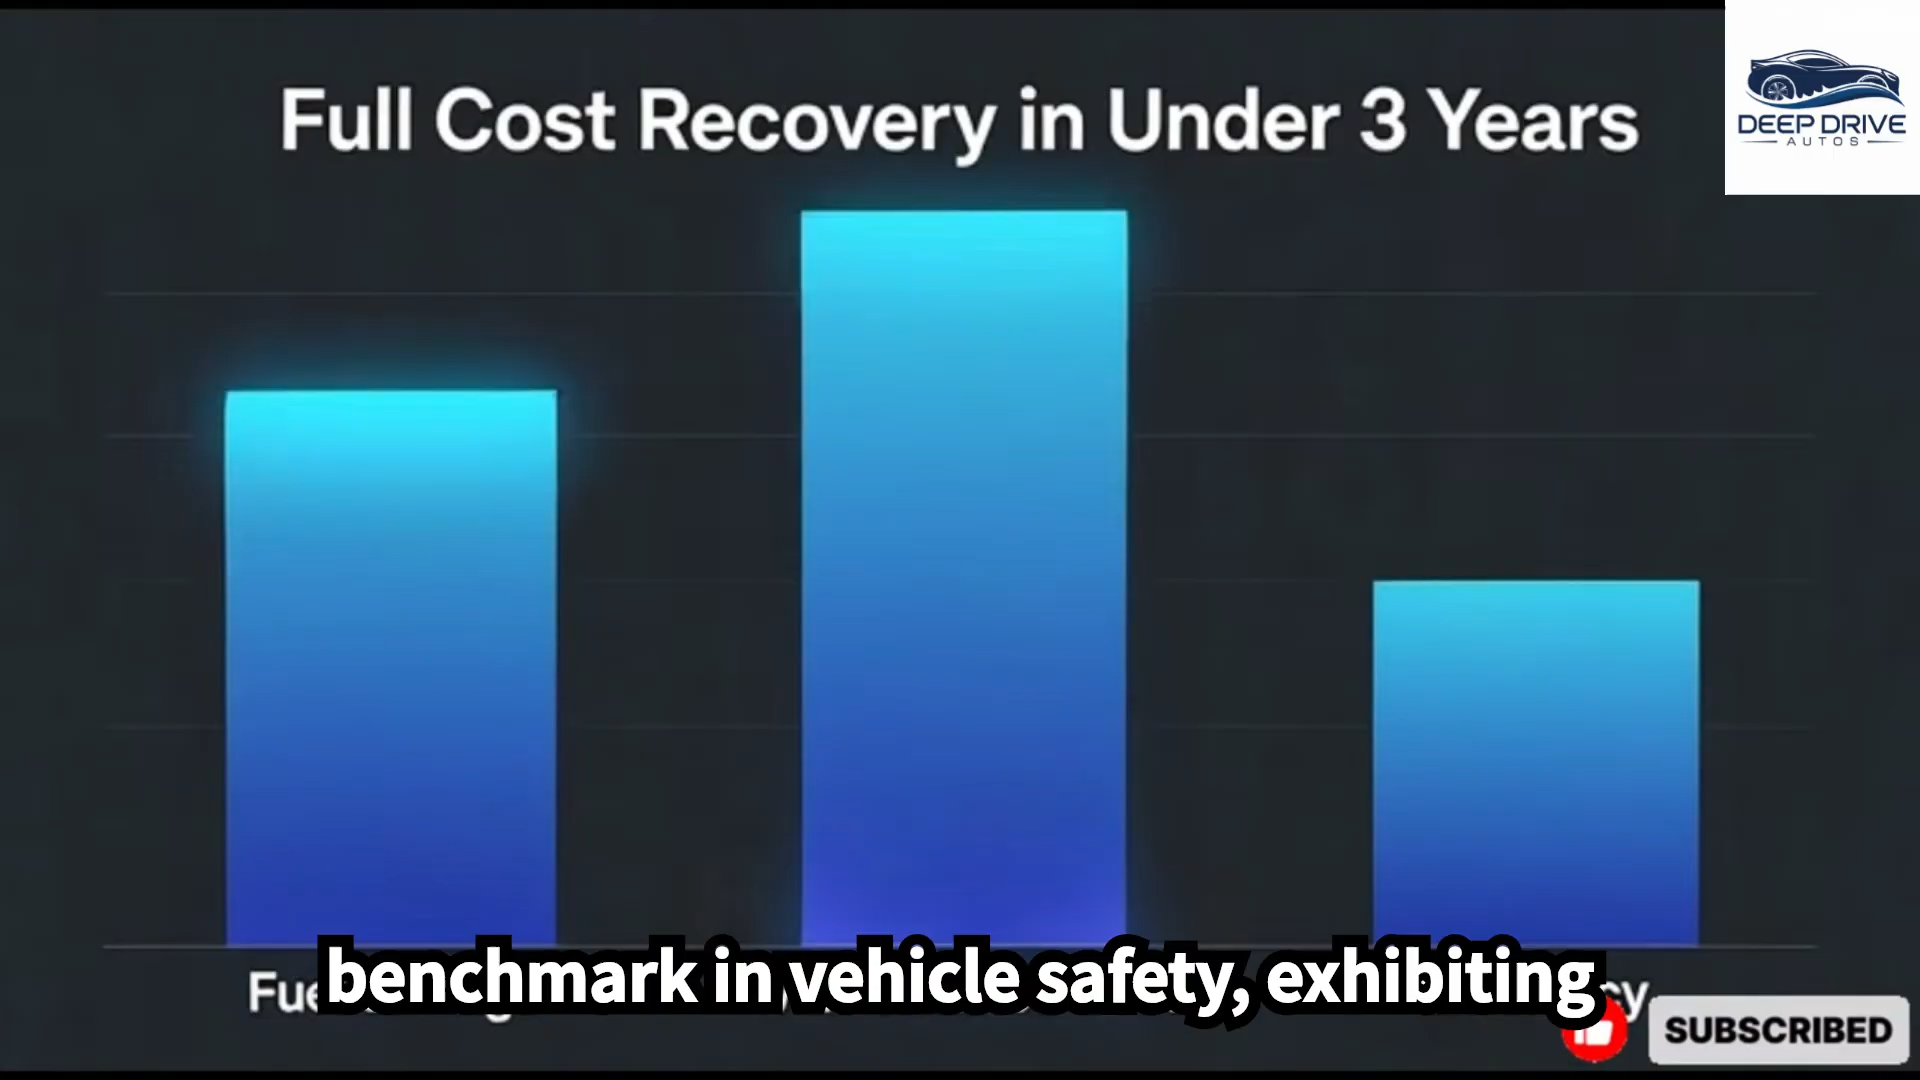 Full Cost Recovery in Under 3 Years
DEEP DRIVE
AUTOS
benchmark in vehicle safety, exhibiting
SUBSCRIBED